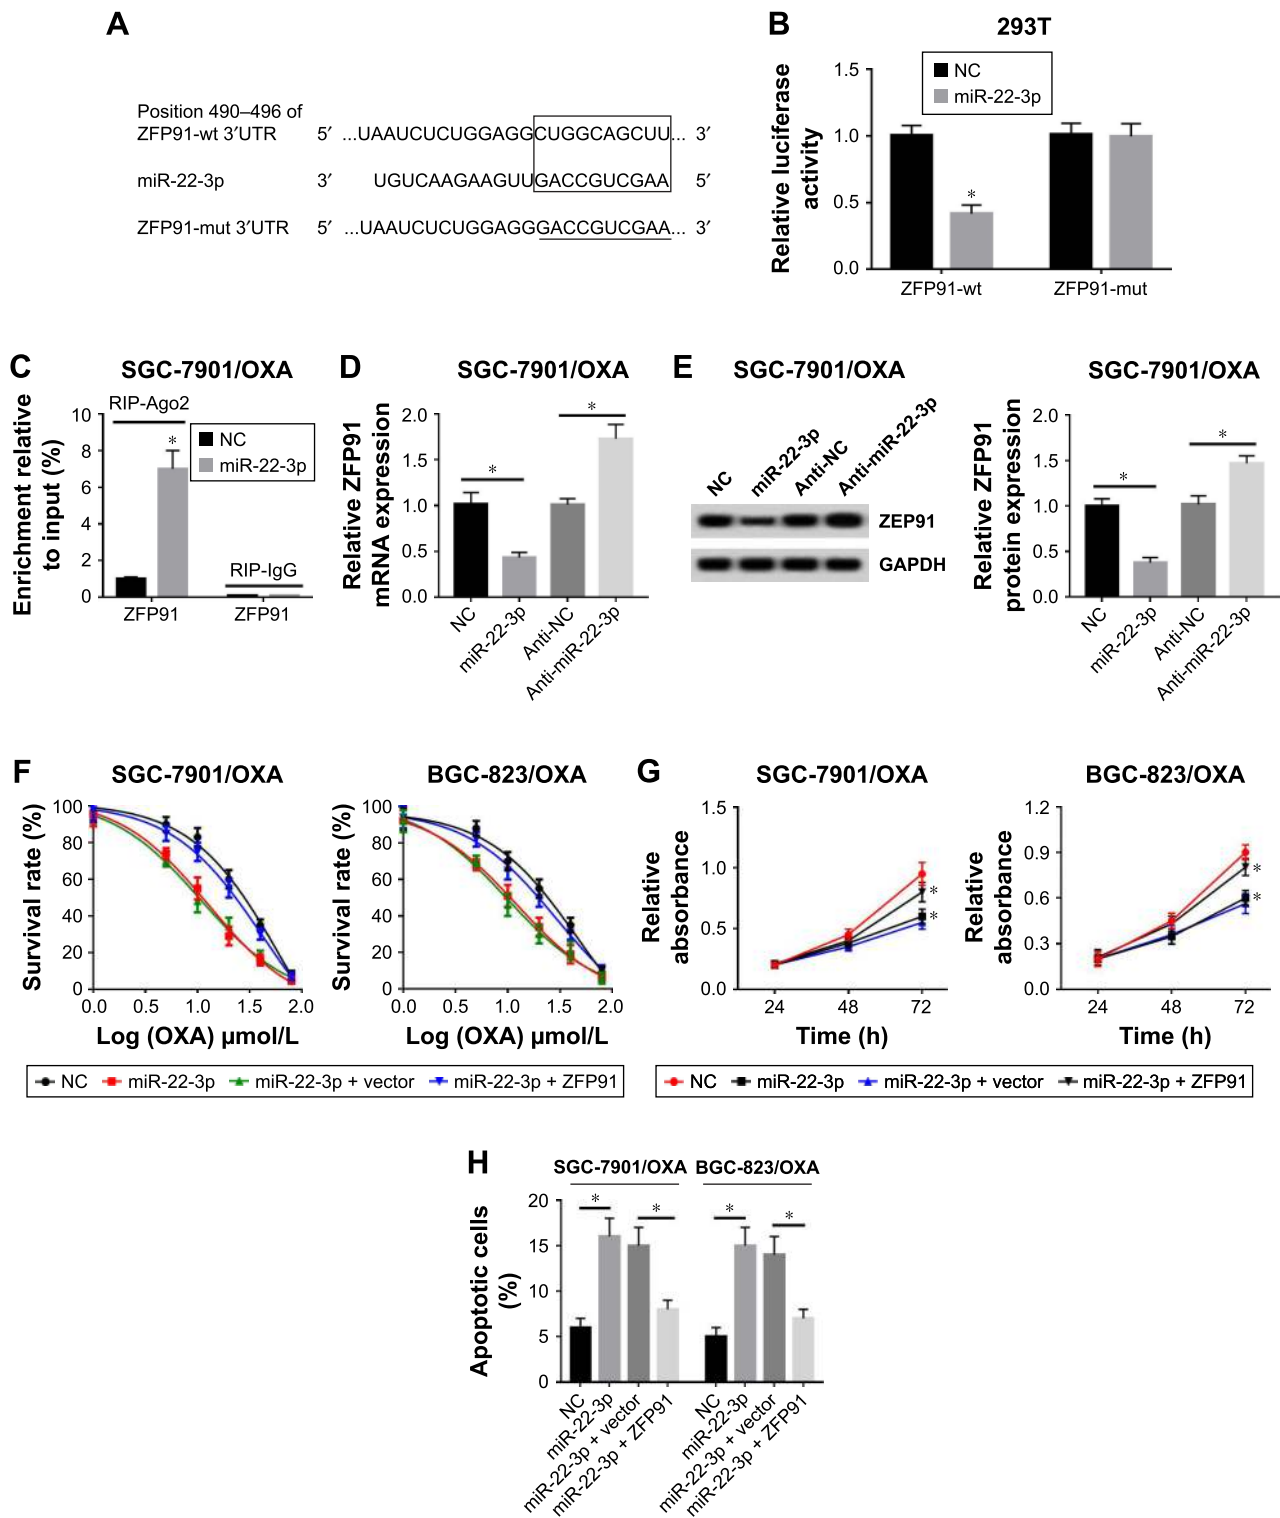 A
Position 490–496 of
ZFP91-wt 3′UTR 5′ ...UAAUCUCUGGAGGCUGGCAGCUU... 3′
miR-22-3p 3′ UGUCAAGAAGUUGACCGUCGAA 5′
ZFP91-mut 3′UTR 5′ ...UAAUCUCUGGAGGGACCGUCGAA... 3′
B
293T
NC
miR-22-3p
Relative luciferase
activity
1.5
1.0
0.5
0.0
*
ZFP91-wt ZFP91-mut
C
SGC-7901/OXA
RIP-Ago2
NC
miR-22-3p
*
RIP-IgG
Enrichment relative
to input (%)
10
8
6
4
2
0
ZFP91 ZFP91
D
SGC-7901/OXA
Relative ZFP91
mRNA expression
2.0
1.5
1.0
0.5
0.0
* *
NC
miR-22-3p
Anti-NC
Anti-miR-22-3p
E
SGC-7901/OXA
NC
miR-22-3p
Anti-NC
Anti-miR-22-3p
ZEP91
GAPDH
SGC-7901/OXA
Relative ZFP91
protein expression
2.0
1.5
1.0
0.5
0.0
* *
NC
miR-22-3p
Anti-NC
Anti-miR-22-3p
F
SGC-7901/OXA
Survival rate (%)
100
80
60
40
20
0
0.0 0.5 1.0 1.5 2.0
Log (OXA) µmol/L
BGC-823/OXA
Survival rate (%)
100
80
60
40
20
0
0.0 0.5 1.0 1.5 2.0
Log (OXA) µmol/L
NC miR-22-3p miR-22-3p + vector miR-22-3p + ZFP91
G
SGC-7901/OXA
Relative
absorbance
1.5
1.0
0.5
0.0
*
*
24 48 72
Time (h)
BGC-823/OXA
Relative
absorbance
1.2
0.9
0.6
0.3
0.0
*
*
24 48 72
Time (h)
NC miR-22-3p miR-22-3p + vector miR-22-3p + ZFP91
H
SGC-7901/OXA BGC-823/OXA
Apoptotic cells
(%)
20
15
10
5
0
* * * *
NC
miR-22-3p
miR-22-3p + vector
miR-22-3p + ZFP91
NC
miR-22-3p
miR-22-3p + vector
miR-22-3p + ZFP91